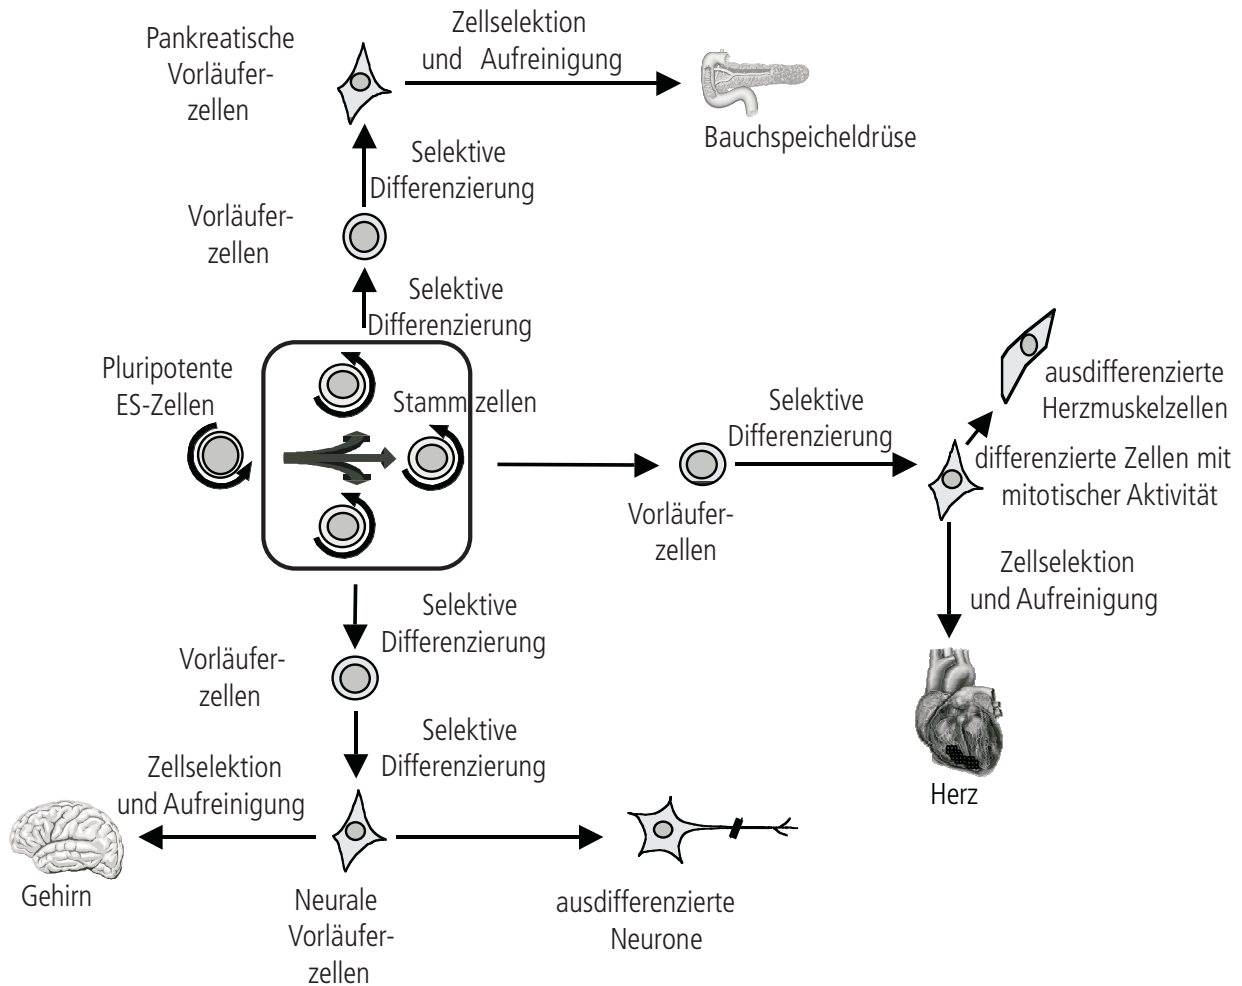 Zellselektion
und Aufreinigung
Pankreatische
Vorläufer-
zellen
Bauchspeicheldrüse
Selektive
Differenzierung
Vorläufer-
zellen
Selektive
Differenzierung
Pluripotente
ES-Zellen
Stammzellen
Selektive
Differenzierung
Vorläufer-
zellen
ausdifferenzierte
Herzmuskelzellen
differenzierte Zellen mit
mitotischer Aktivität
Zellselektion
und Aufreinigung
Herz
Selektive
Differenzierung
Vorläufer-
zellen
Selektive
Differenzierung
Zellselektion
und Aufreinigung
Gehirn
Neurale
Vorläufer-
zellen
ausdifferenzierte
Neurone